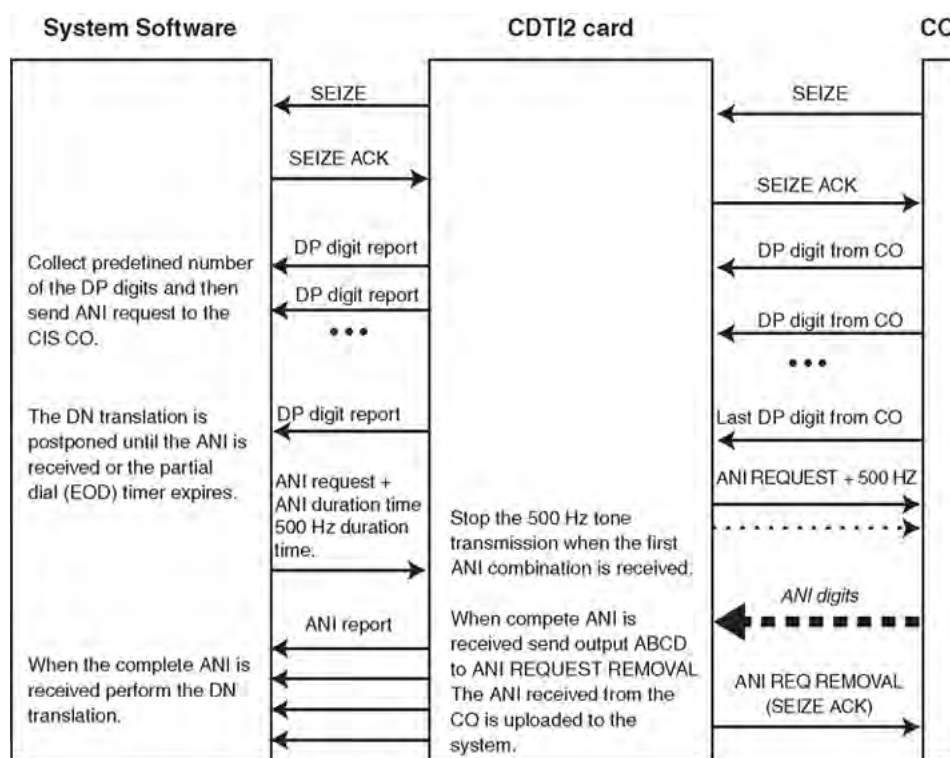 System Software
CDTI2 card
CO
SEIZE
SEIZE
SEIZE ACK
SEIZE ACK
DP digit report
DP digit from CO
Collect predefined number
of the DP digits and then
send ANI request to the
CIS CO.
DP digit report
DP digit from CO
DP digit report
Last DP digit from CO
The DN translation is
postponed until the ANI is
received or the partial
dial (EOD) timer expires.
ANI request +
ANI duration time
500 Hz duration
time.
ANI REQUEST + 500 HZ
Stop the 500 Hz tone
transmission when the first
ANI combination is received.
ANI digits
ANI report
When compete ANI is
received send output ABCD
to ANI REQUEST REMOVAL
The ANI received from the
CO is uploaded to the
system.
When the complete ANI is
received perform the DN
translation.
ANI REQ REMOVAL
(SEIZE ACK)